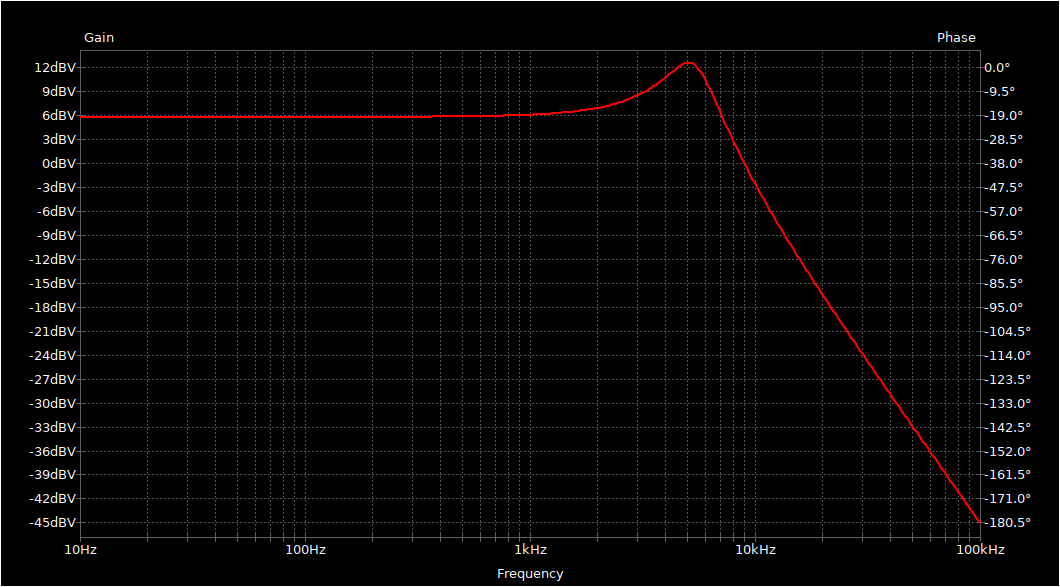 Gain Phase
12dBV 0.0°
9dBV -9.5°
6dBV -19.0°
3dBV -28.5°
0dBV -38.0°
-3dBV -47.5°
-6dBV -57.0°
-9dBV -66.5°
-12dBV -76.0°
-15dBV -85.5°
-18dBV -95.0°
-21dBV -104.5°
-24dBV -114.0°
-27dBV -123.5°
-30dBV -133.0°
-33dBV -142.5°
-36dBV -152.0°
-39dBV -161.5°
-42dBV -171.0°
-45dBV -180.5°
10Hz 100Hz 1kHz 10kHz 100kHz
Frequency